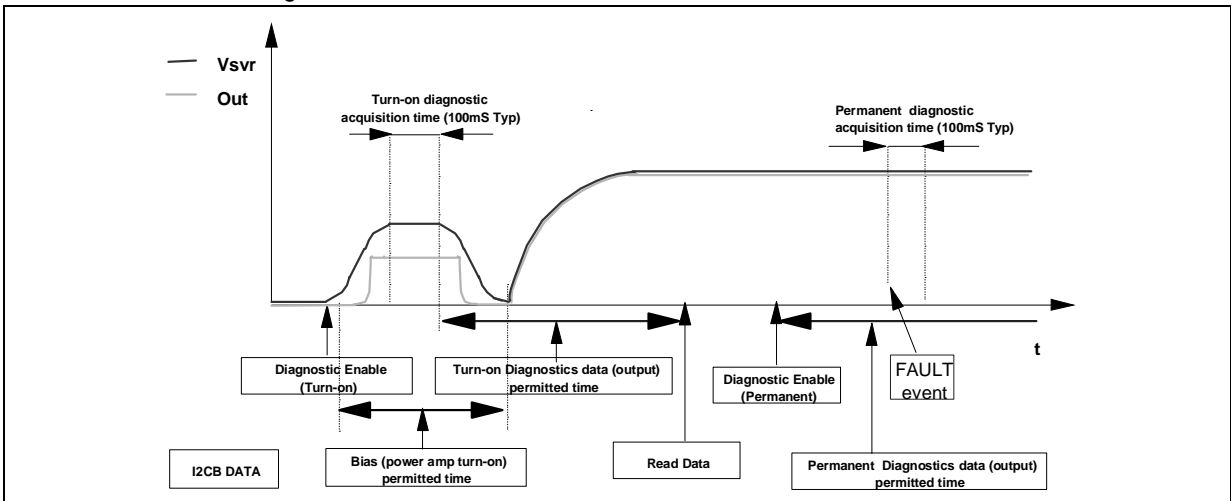 Vsvr
Out
Turn-on diagnostic
acquisition time (100mS Typ)
Permanent diagnostic
acquisition time (100mS Typ)
t
Diagnostic Enable
(Turn-on)
Turn-on Diagnostics data (output)
permitted time
Diagnostic Enable
(Permanent)
FAULT
event
I2CB DATA
Bias (power amp turn-on)
permitted time
Read Data
Permanent Diagnostics data (output)
permitted time